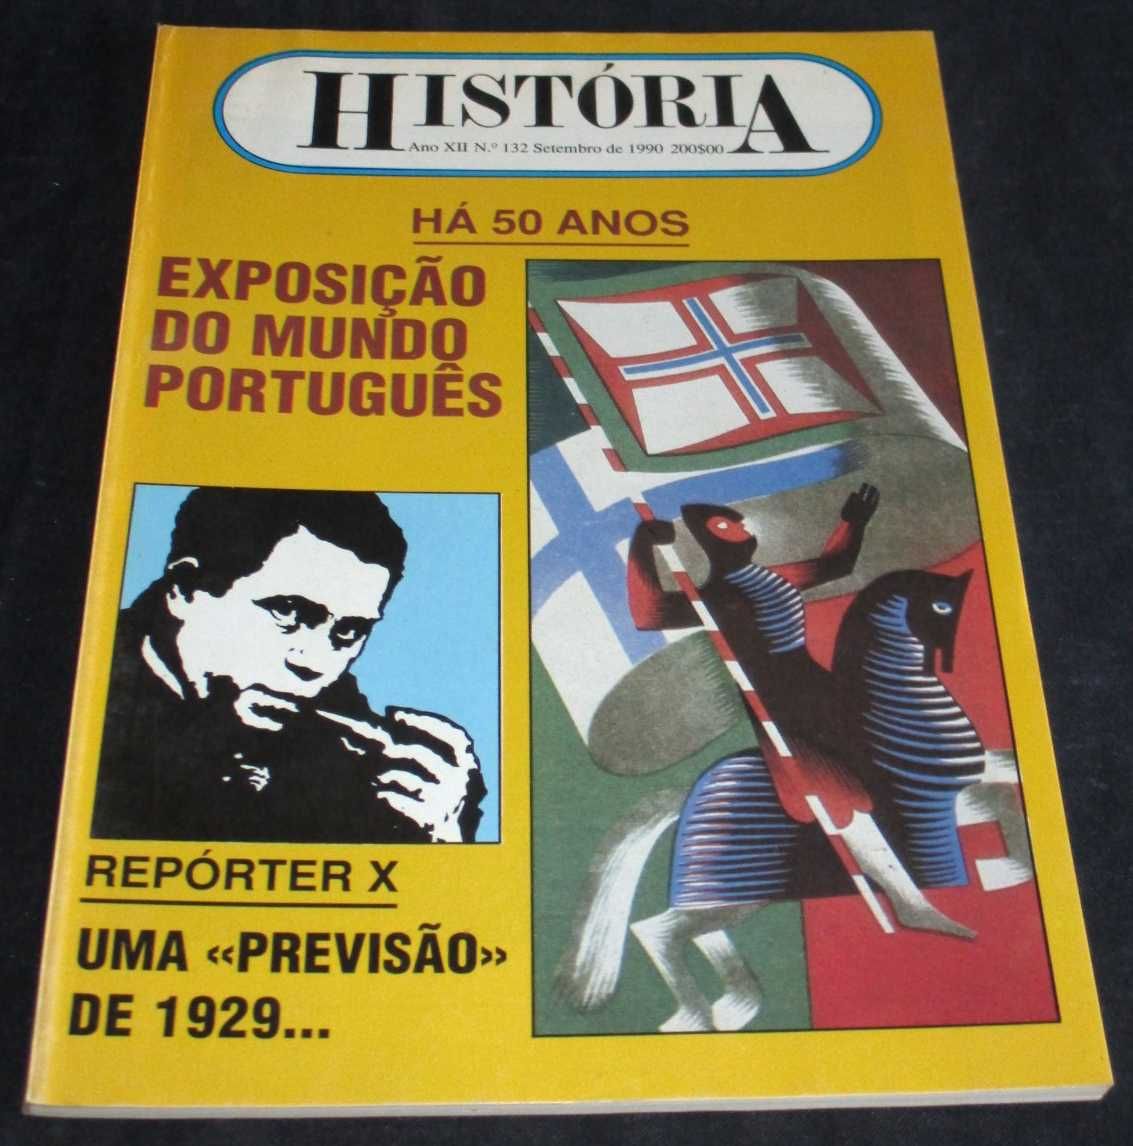 HISTÓRIA
Ano XII N.º 132 Setembro de 1990 200$00
HÁ 50 ANOS
EXPOSIÇÃO
DO MUNDO
PORTUGUÊS
REPÓRTER X
UMA «PREVISÃO»
DE 1929...